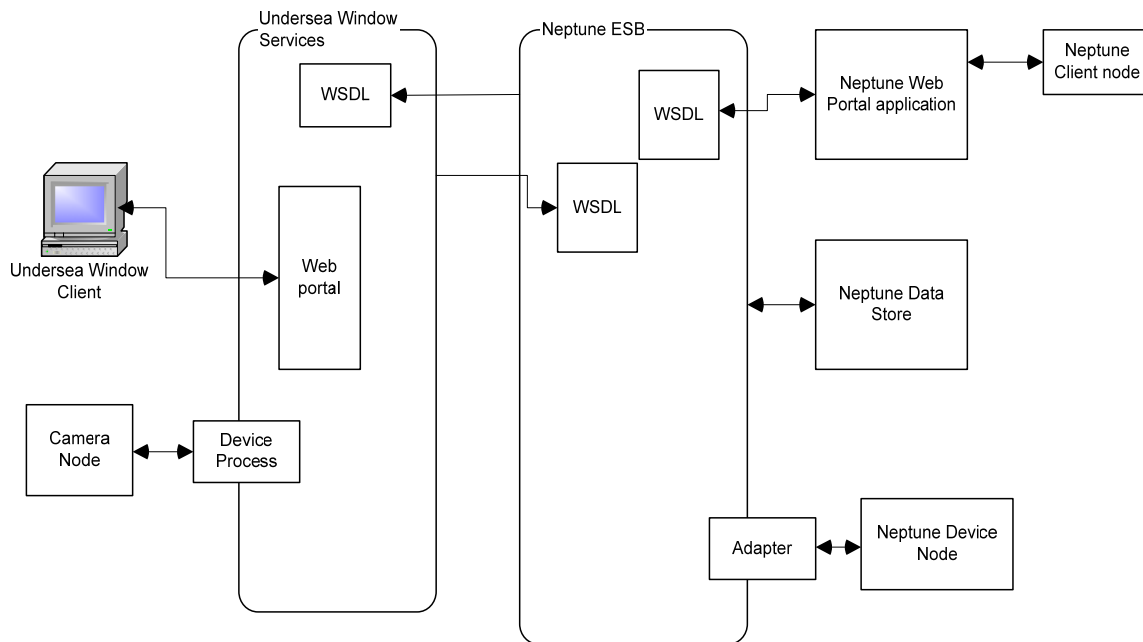 Undersea Window
Services
Neptune ESB
WSDL
WSDL
Neptune Web
Portal application
Neptune
Client node
WSDL
Undersea Window
Client
Web
portal
Neptune Data
Store
Camera
Node
Device
Process
Adapter
Neptune Device
Node